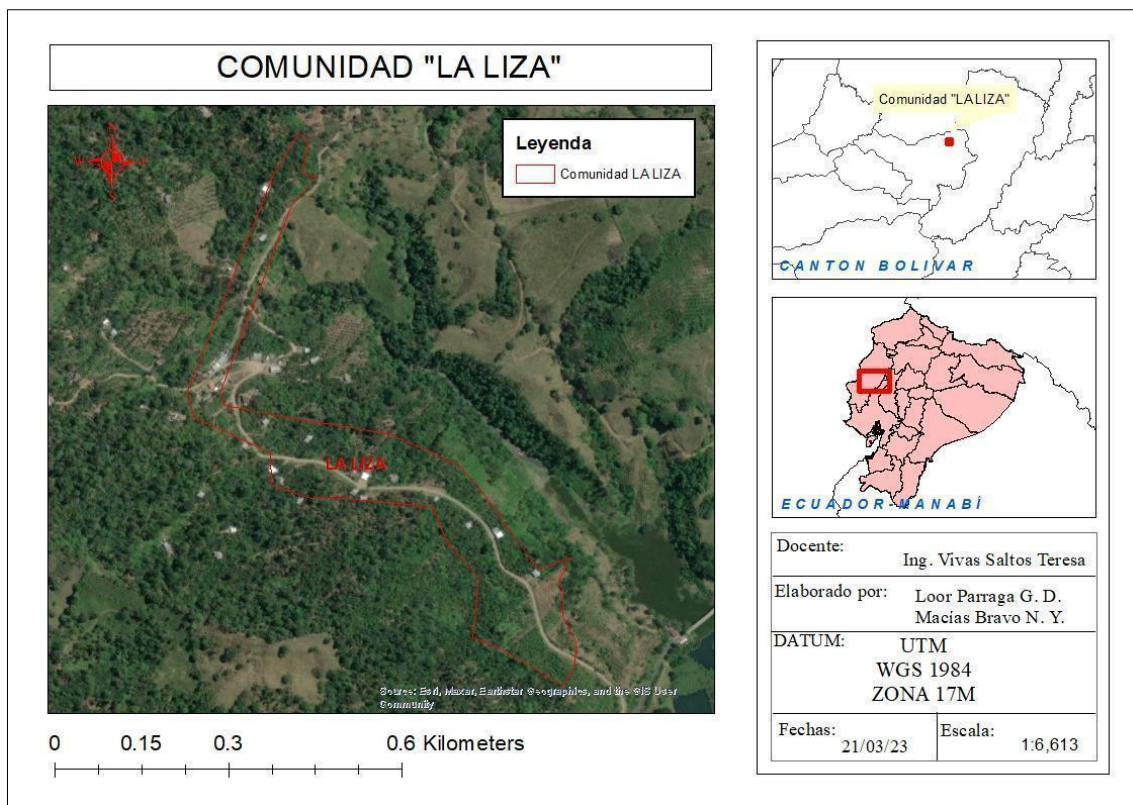 COMUNIDAD "LA LIZA"
N
W
E
S
Leyenda
Comunidad LA LIZA
LA LIZA
Source: Esri, Maxar, Earthstar Geographics, and the GIS User
Community
0 0.15 0.3 0.6 Kilometers
Comunidad "LA LIZA"
CANTON BOLIVAR
ECUADOR-MANABÍ
Docente:
Ing. Vivas Saltos Teresa
Elaborado por:
Loor Parraga G. D.
Macías Bravo N. Y.
DATUM:
UTM
WGS 1984
ZONA 17M
Fechas:
21/03/23
Escala:
1:6,613